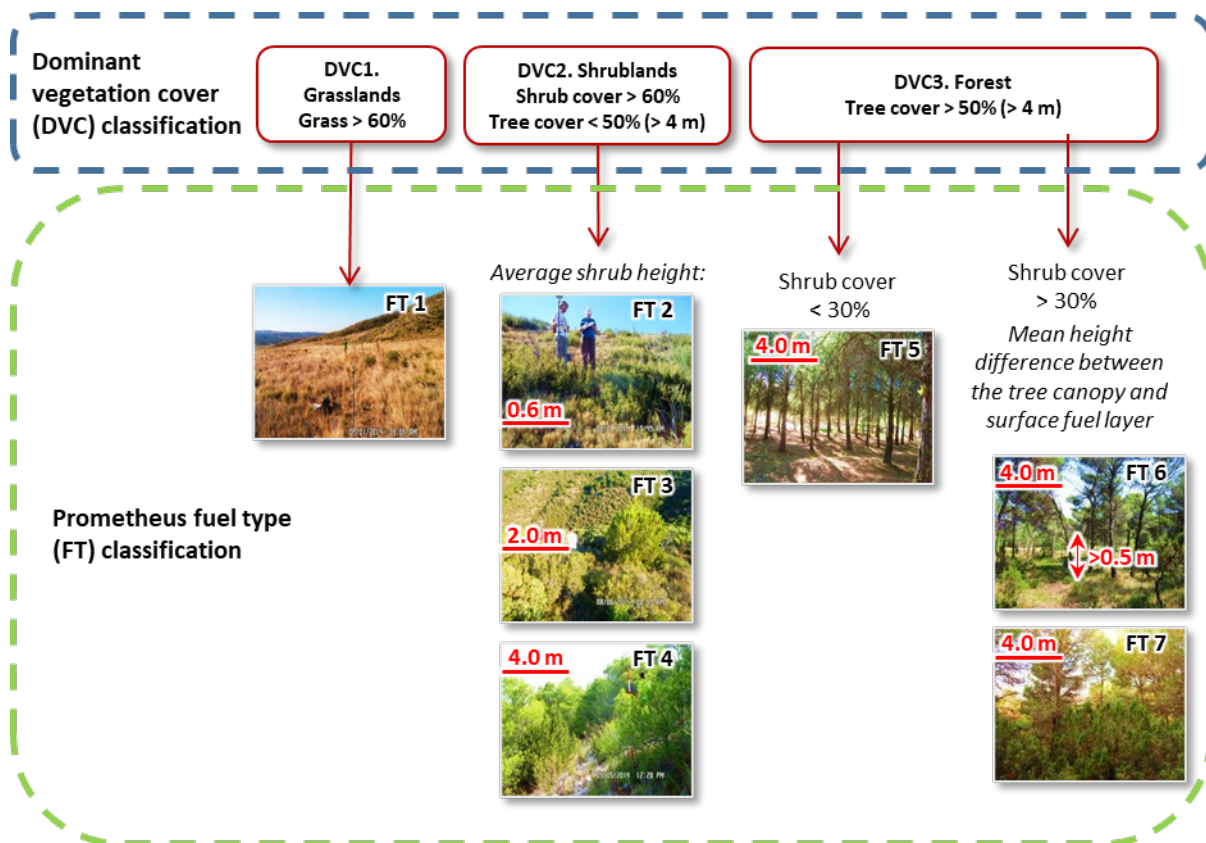 Dominant
vegetation cover
(DVC) classification
DVC1.
Grasslands
Grass > 60%
DVC2. Shrublands
Shrub cover > 60%
Tree cover < 50% (> 4 m)
DVC3. Forest
Tree cover > 50% (> 4 m)
Prometheus fuel type
(FT) classification
FT 1
Average shrub height:
FT 2
0.6 m
FT 3
2.0 m
FT 4
4.0 m
12:28 PM
Shrub cover
< 30%
4.0 m
FT 5
Shrub cover
> 30%
Mean height
difference between
the tree canopy and
surface fuel layer
4.0 m
FT 6
>0.5 m
4.0 m
FT 7